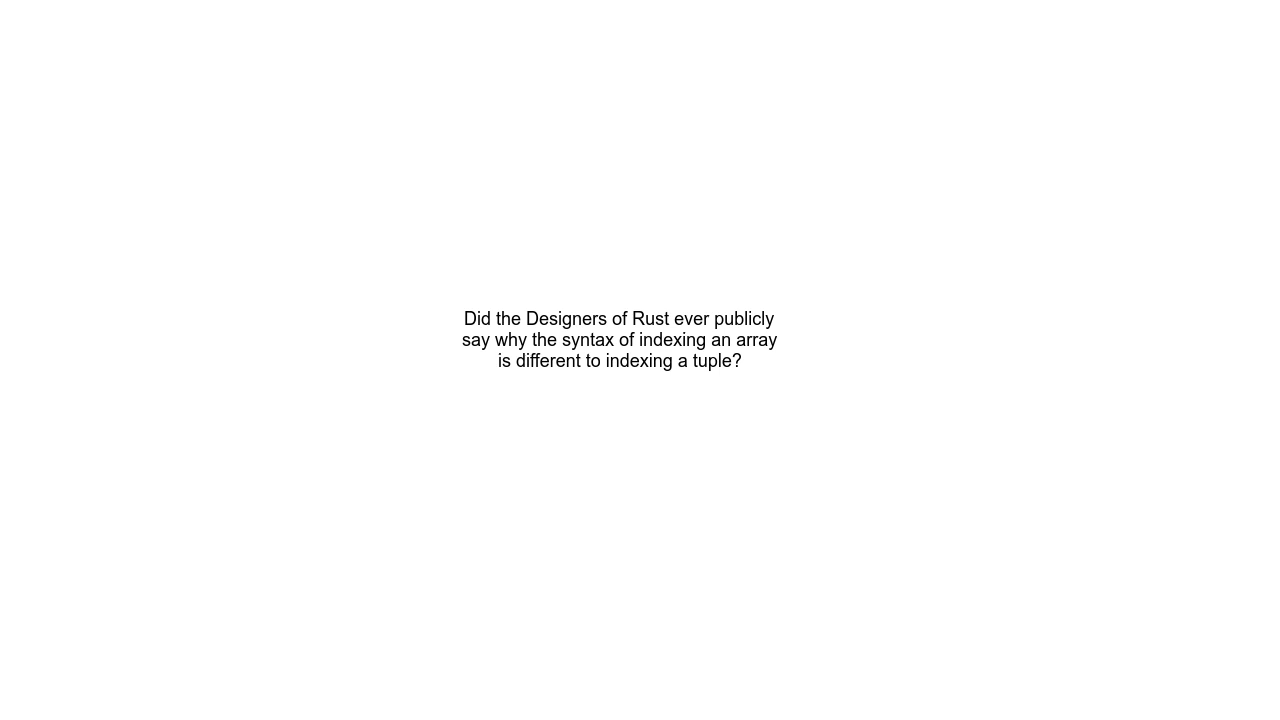 Did the Designers of Rust ever publicly
say why the syntax of indexing an array
is different to indexing a tuple?